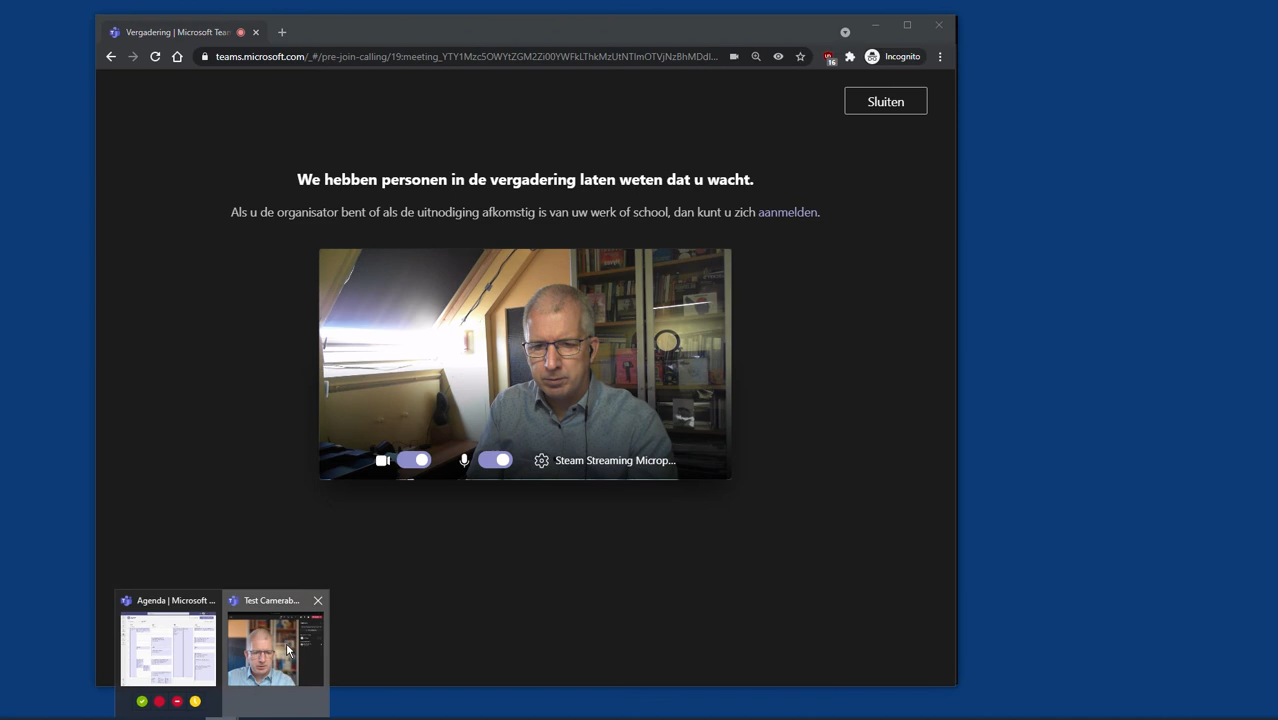 Vergadering | Microsoft Team
teams.microsoft.com/_#/pre-join-calling/19:meeting_YTY1Mzc5OWYtZGM2Zi00YWFkLThkMzUtNTlmOTVjNzBhMDdl...
16
Incognito
Sluiten
We hebben personen in de vergadering laten weten dat u wacht.
Als u de organisator bent of als de uitnodiging afkomstig is van uw werk of school, dan kunt u zich aanmelden.
Steam Streaming Microp...
Agenda | Microsoft ...
Test Camerab...